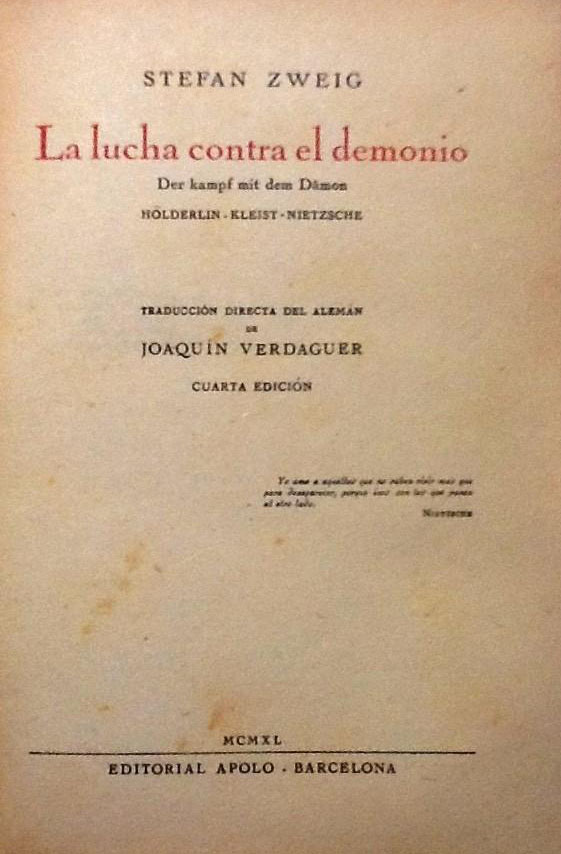 STEFAN ZWEIG
La lucha contra el demonio
Der kampf mit dem Dämon
HÖLDERLIN - KLEIST - NIETZSCHE
TRADUCCIÓN DIRECTA DEL ALEMÁN
DE
JOAQUÍN VERDAGUER
CUARTA EDICIÓN
Yo amo a aquellos que no saben vivir más que
para desaparecer, porque esos son los que pasan
al otro lado.
NIETZSCHE
MCMXL
EDITORIAL APOLO - BARCELONA